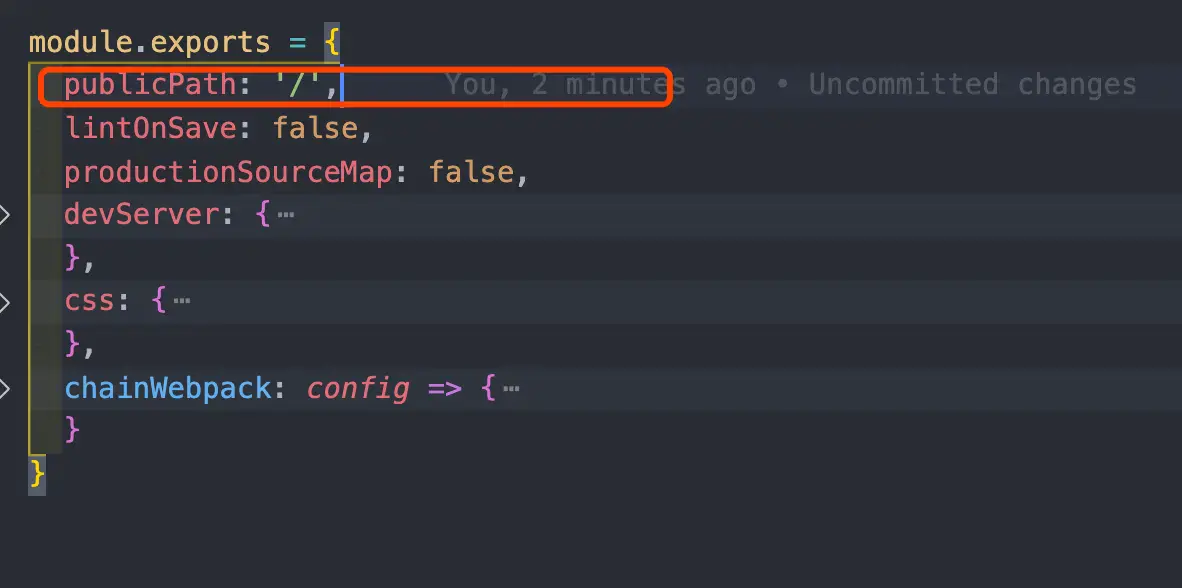 module.exports = {
publicPath: '/', You, 2 minutes ago • Uncommitted changes
lintOnSave: false,
productionSourceMap: false,
devServer: {⋯
},
css: {⋯
},
chainWebpack: config => {⋯
}
}